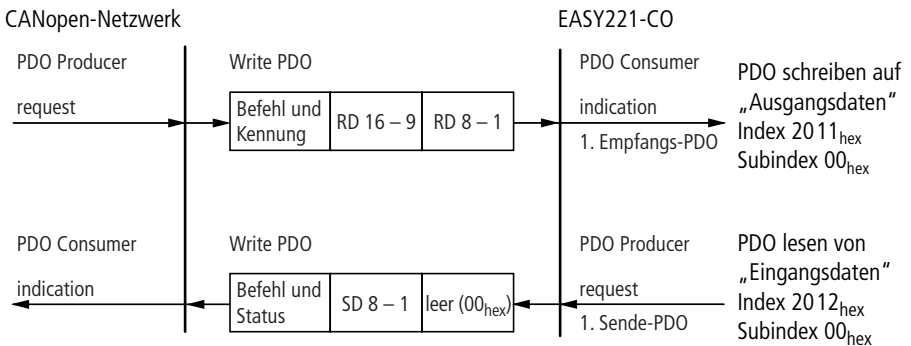 CANopen-Netzwerk
EASY221-CO
PDO Producer
Write PDO
PDO Consumer
request
Befehl und
Kennung
RD 16 – 9
RD 8 – 1
indication
1. Empfangs-PDO
PDO schreiben auf
„Ausgangsdaten“
Index 2011hex
Subindex 00hex
PDO Consumer
Write PDO
PDO Producer
indication
Befehl und
Status
SD 8 – 1
leer (00hex)
request
1. Sende-PDO
PDO lesen von
„Eingangsdaten“
Index 2012hex
Subindex 00hex